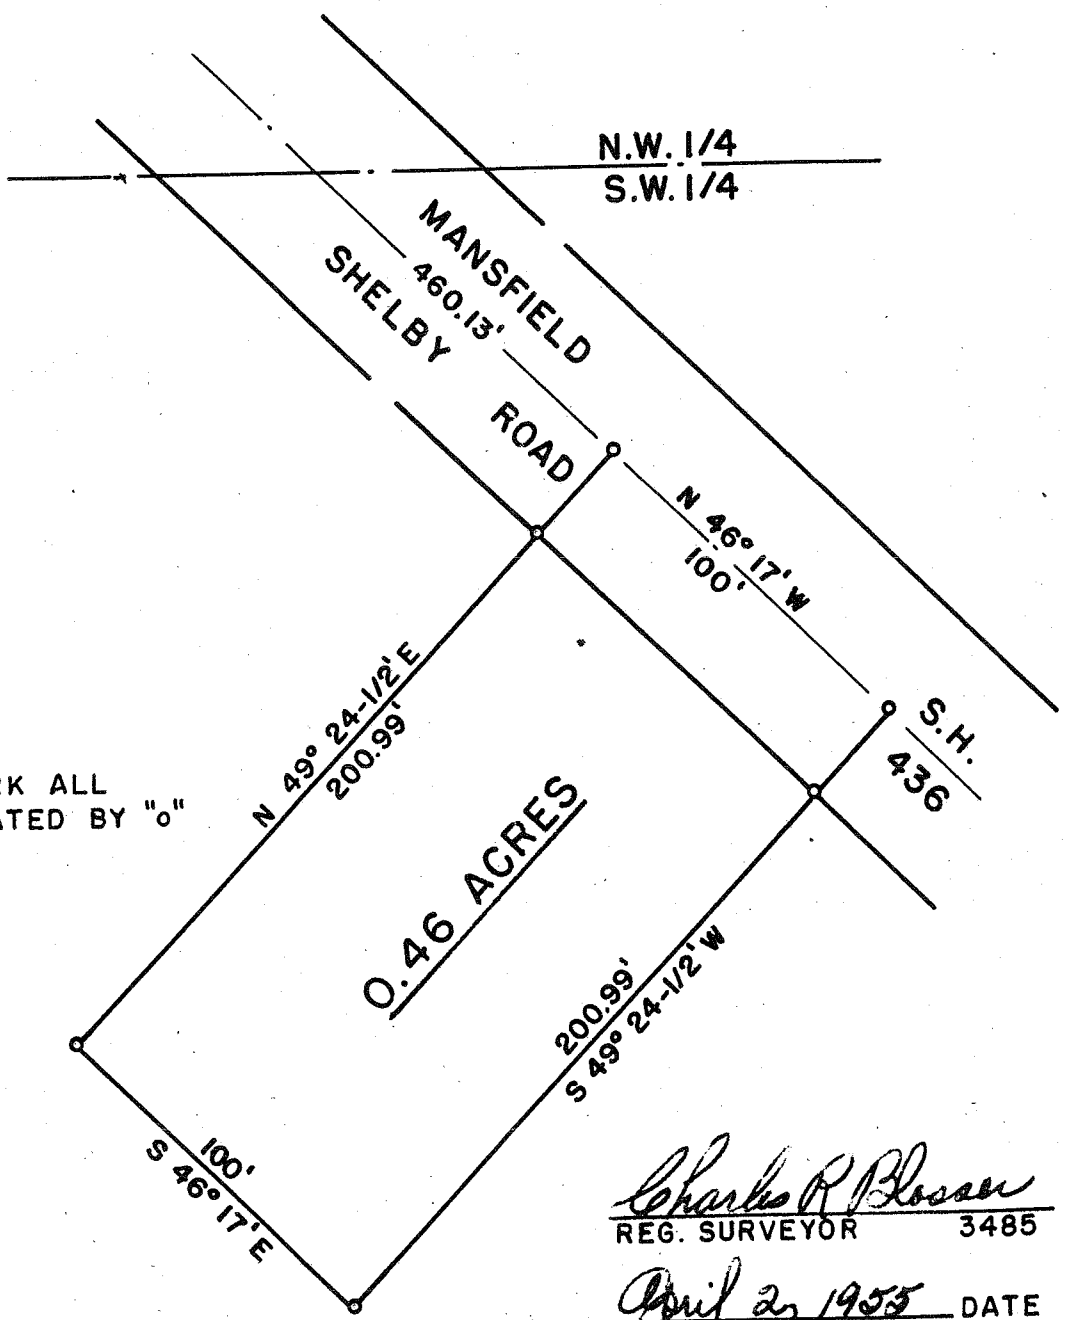 N.W. 1/4
S.W. 1/4
MANSFIELD
460.13'
SHELBY
ROAD
N 46° 17' W
100'
S.H.
436
N 49° 24-1/2' E
200.99'
ALL
BY "o"
0.46 ACRES
200.99'
S 49° 24-1/2' W
100'
S 46° 17' E
Charles R Blosser
REG. SURVEYOR 3485
April 2, 1955 DATE